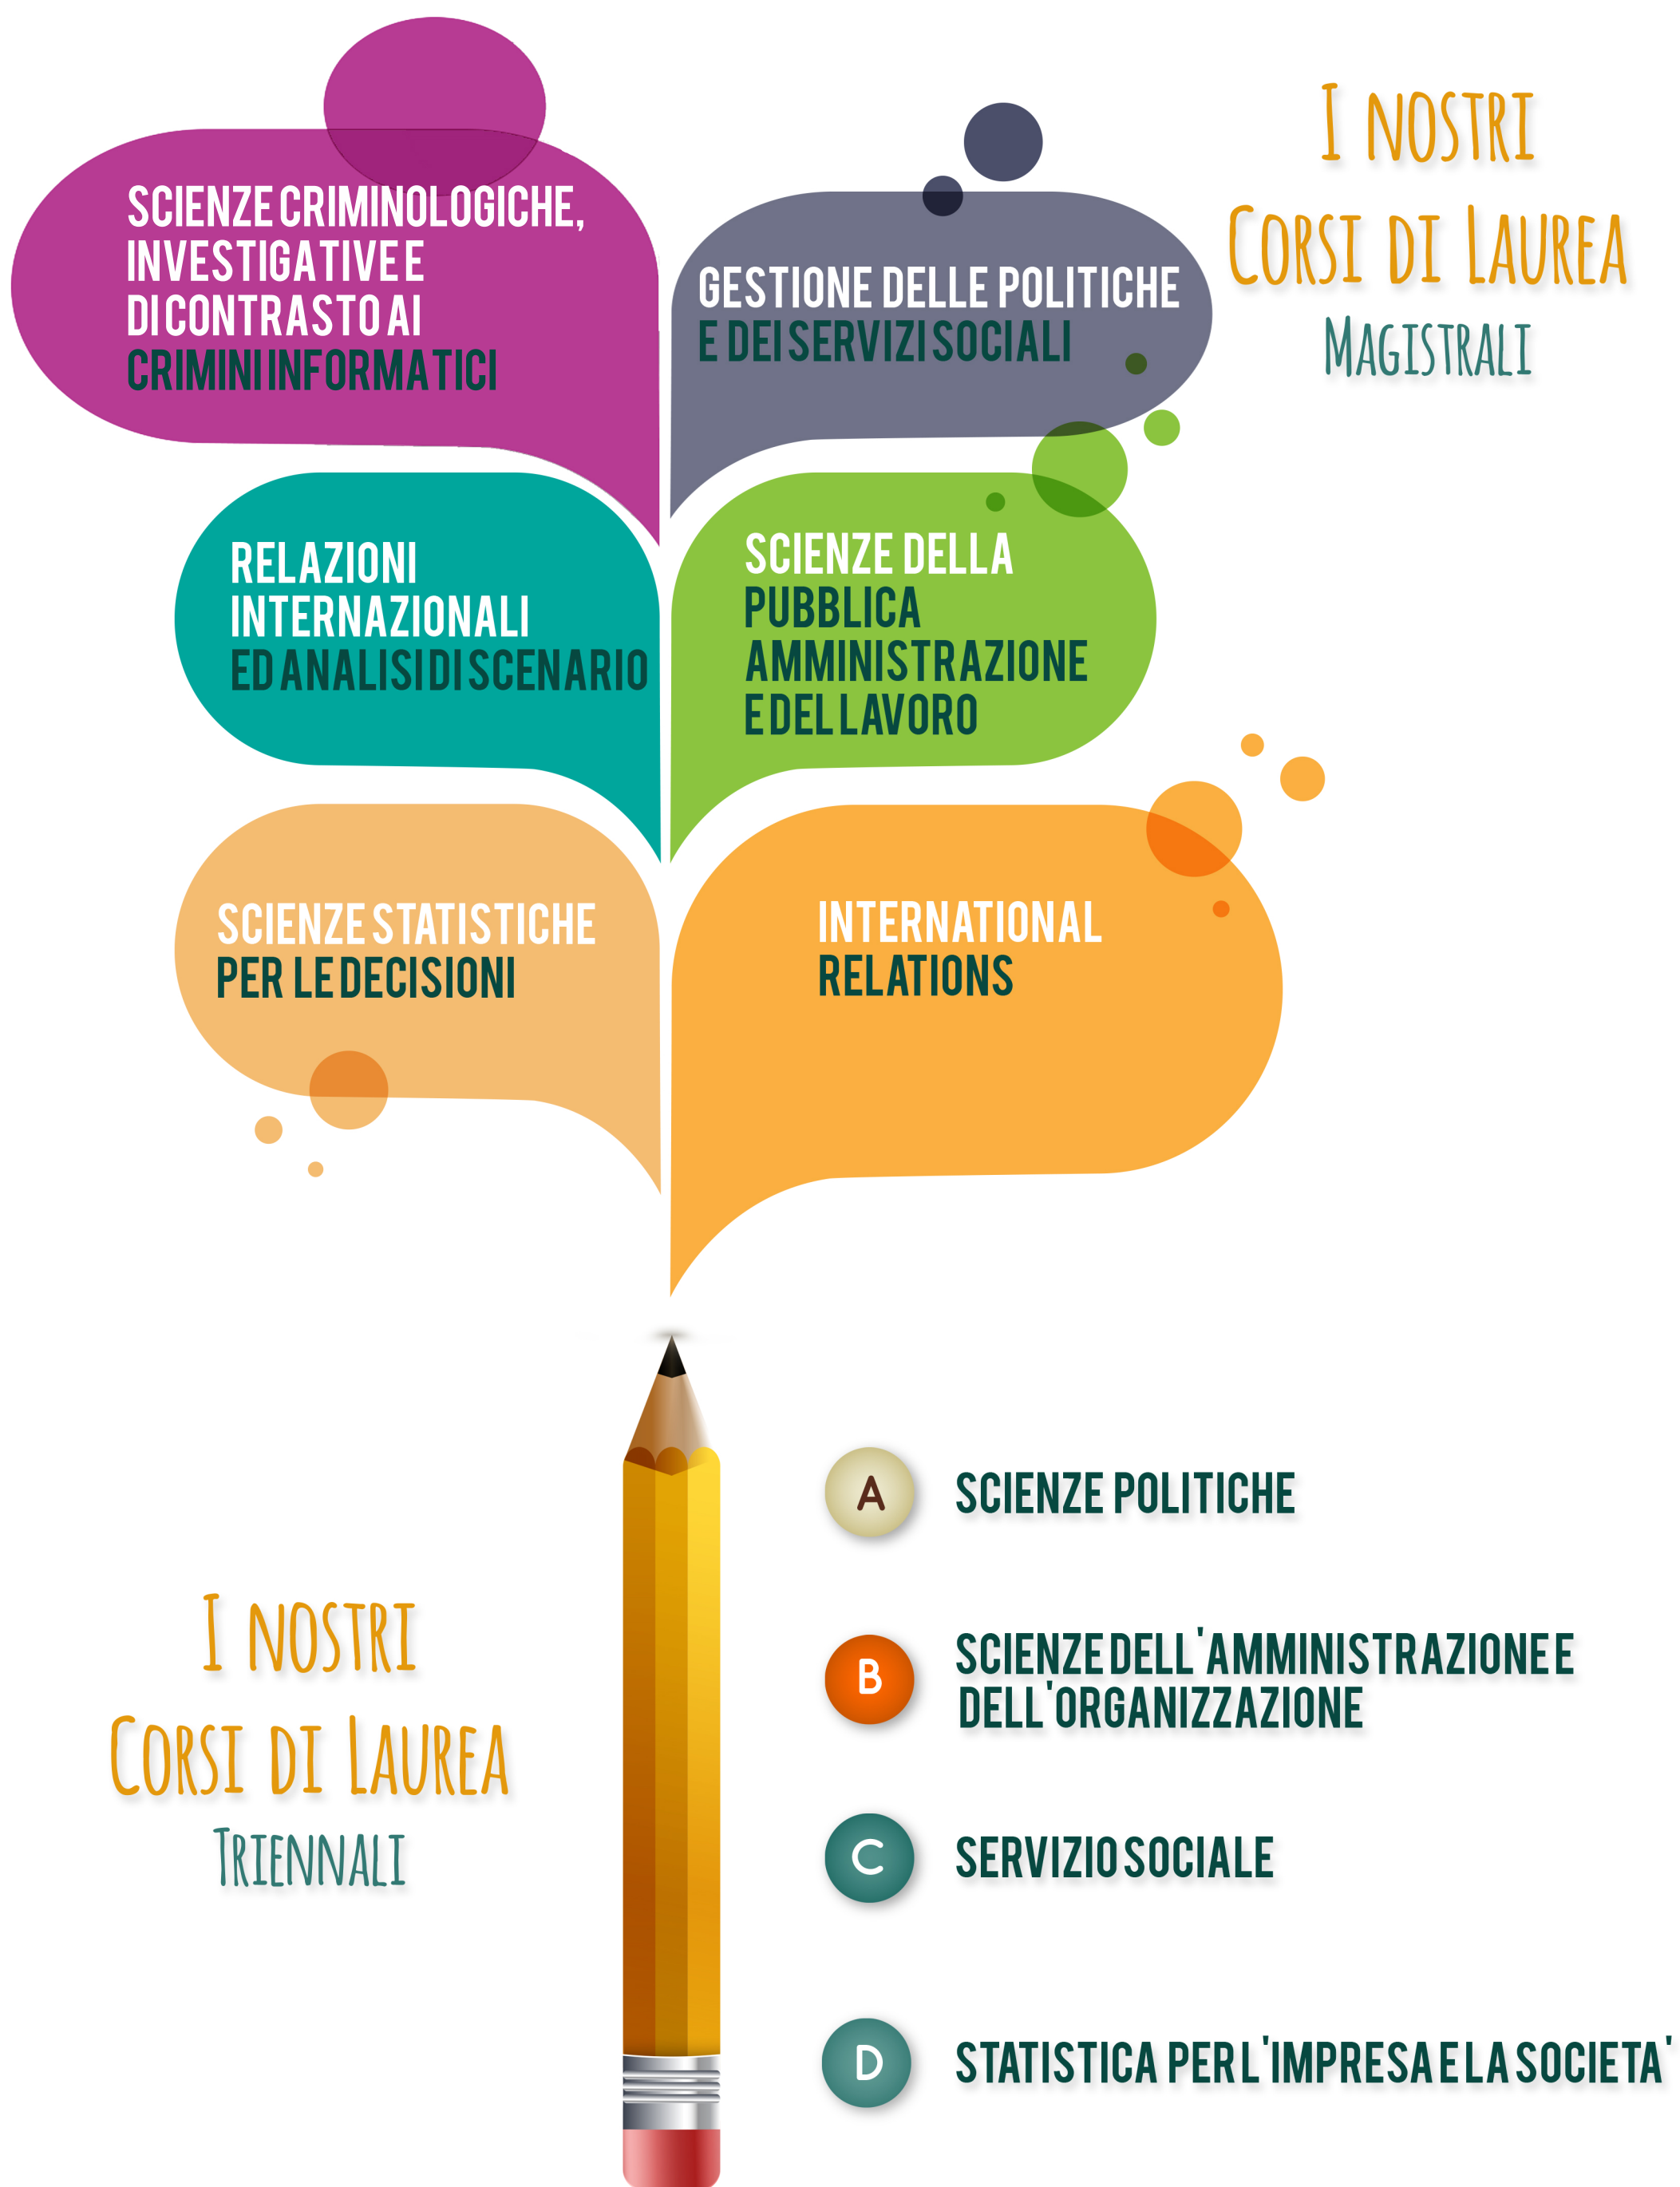 I NOSTRI
CORSI DI LAUREA
MAGISTRALI
SCIENZE CRIMINOLOGICHE,
INVESTIGATIVE E
DI CONTRASTO AI
CRIMINI INFORMATICI
GESTIONE DELLE POLITICHE
E DEI SERVIZI SOCIALI
RELAZIONI
INTERNAZIONALI
ED ANALISI DI SCENARIO
SCIENZE DELLA
PUBBLICA
AMMINISTRAZIONE
E DEL LAVORO
SCIENZE STATISTICHE
PER LE DECISIONI
INTERNATIONAL
RELATIONS
I NOSTRI
CORSI DI LAUREA
TRIENNALI
A SCIENZE POLITICHE
B SCIENZE DELL'AMMINISTRAZIONE E
DELL'ORGANIZZAZIONE
C SERVIZIO SOCIALE
D STATISTICA PER L'IMPRESA E LA SOCIETA'